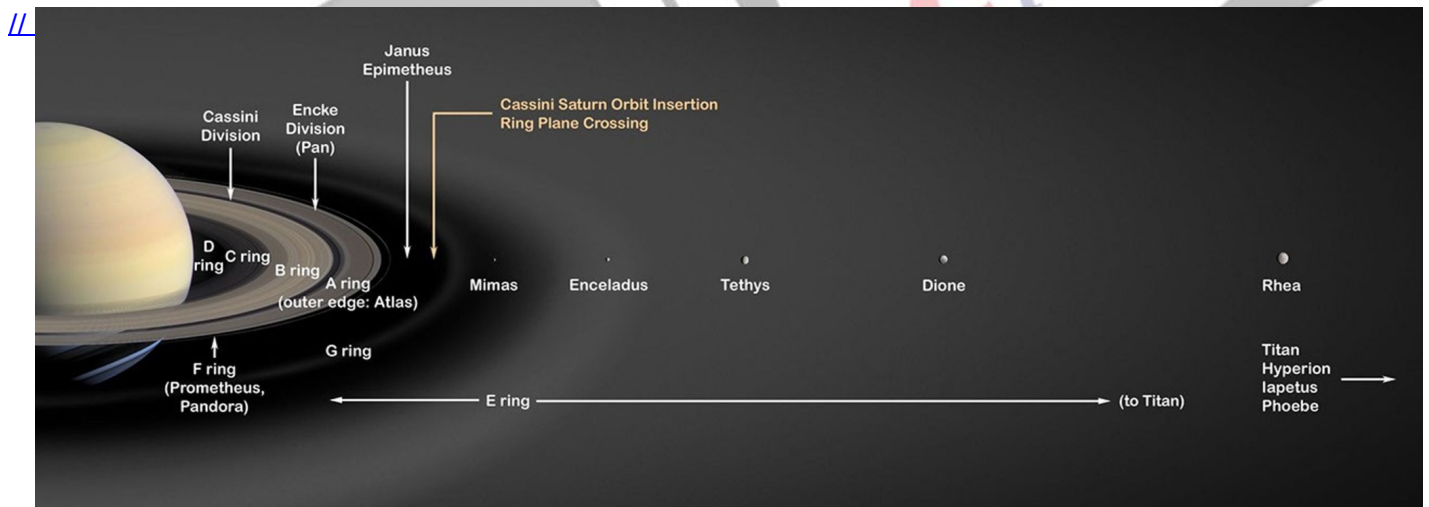 //
Janus
Epimetheus
Cassini Saturn Orbit Insertion
Ring Plane Crossing
Cassini
Division
Encke
Division
(Pan)
D
ring
C ring
B ring
A ring
(outer edge: Atlas)
Mimas
Enceladus
Tethys
Dione
Rhea
G ring
F ring
(Prometheus,
Pandora)
E ring
(to Titan)
Titan
Hyperion
Iapetus
Phoebe